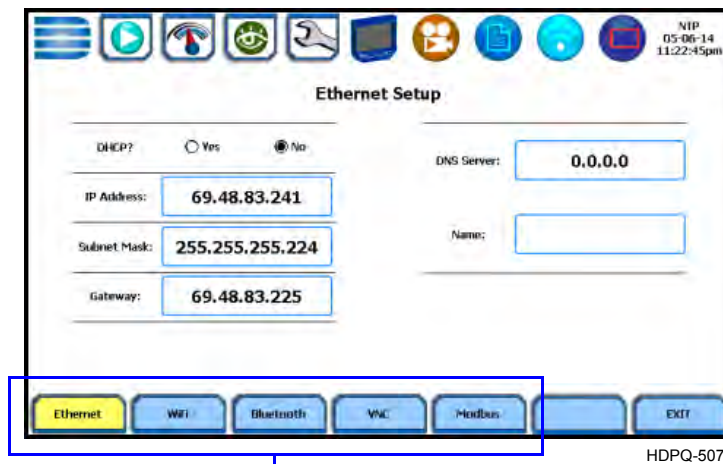 NTP
05-06-14
11:22:45pm
Ethernet Setup
DHCP? Yes No
IP Address: 69.48.83.241
Subnet Mask: 255.255.255.224
Gateway: 69.48.83.225
DNS Server: 0.0.0.0
Name:
Ethernet WiFi Bluetooth VNC Modbus EXIT
HDPQ-507